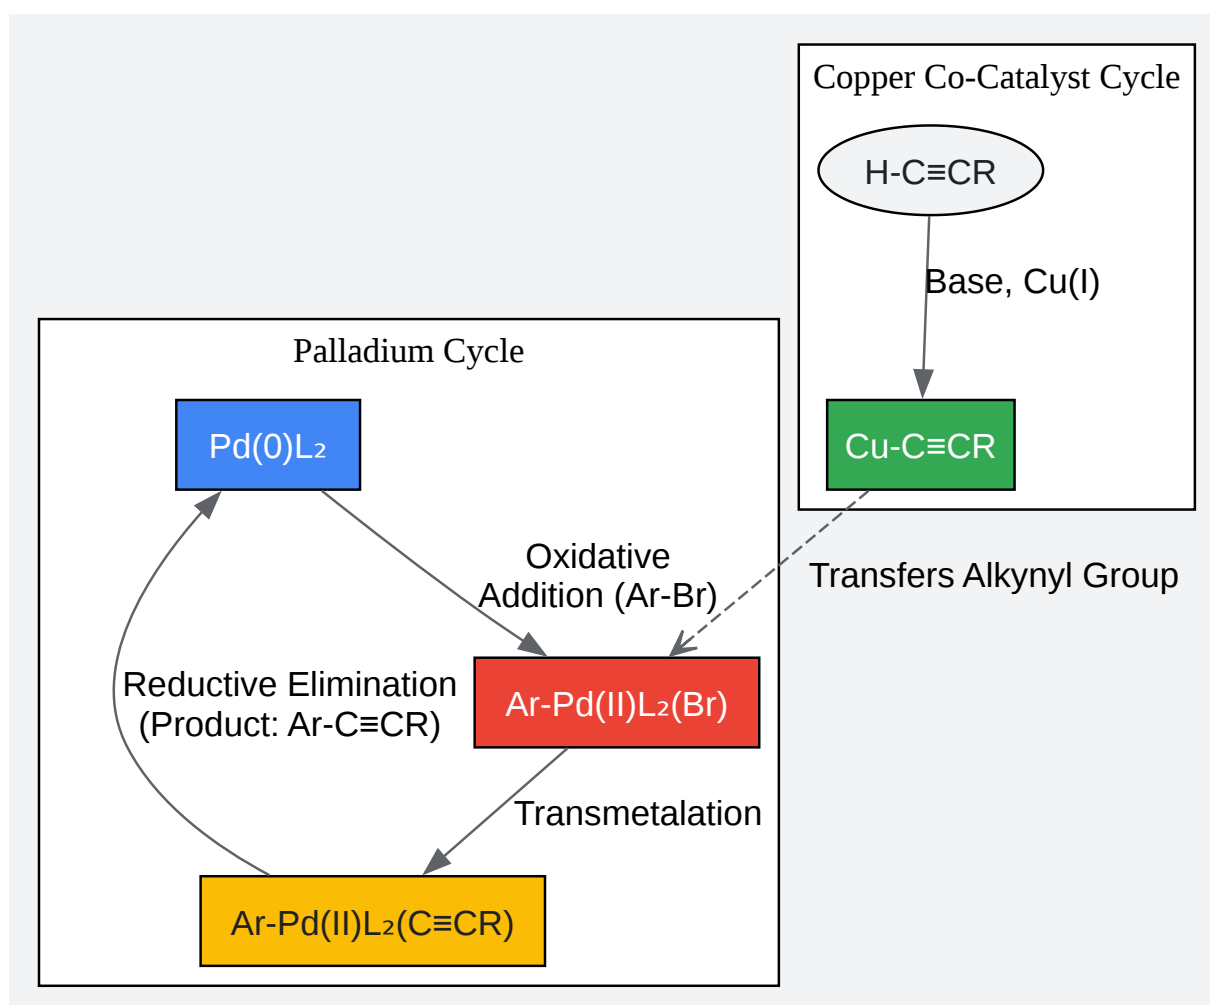 Copper Co-Catalyst Cycle
H-C≡CR
Base, Cu(I)
Cu-C≡CR
Transfers Alkynyl Group
Palladium Cycle
Pd(0)L₂
Oxidative
Addition (Ar-Br)
Reductive Elimination
(Product: Ar-C≡CR)
Ar-Pd(II)L₂(Br)
Transmetalation
Ar-Pd(II)L₂(C≡CR)